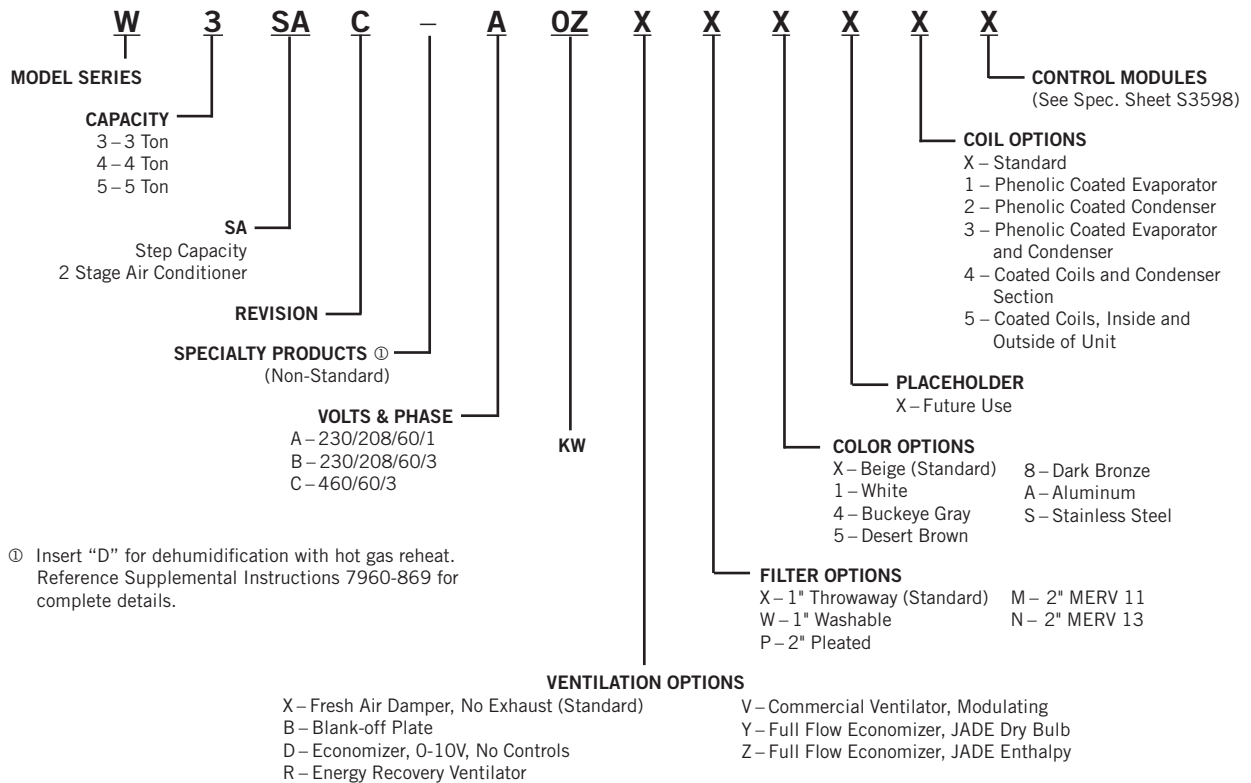 W 3 SA C – A 0Z X X X X X X
MODEL SERIES
CAPACITY
3 – 3 Ton
4 – 4 Ton
5 – 5 Ton
SA
Step Capacity
2 Stage Air Conditioner
REVISION
SPECIALTY PRODUCTS ①
(Non-Standard)
VOLTS & PHASE
A – 230/208/60/1
B – 230/208/60/3
C – 460/60/3
KW
CONTROL MODULES
(See Spec. Sheet S3598)
COIL OPTIONS
X – Standard
1 – Phenolic Coated Evaporator
2 – Phenolic Coated Condenser
3 – Phenolic Coated Evaporator
and Condenser
4 – Coated Coils and Condenser
Section
5 – Coated Coils, Inside and
Outside of Unit
PLACEHOLDER
X – Future Use
COLOR OPTIONS
X – Beige (Standard)
1 – White
4 – Buckeye Gray
5 – Desert Brown
8 – Dark Bronze
A – Aluminum
S – Stainless Steel
① Insert “D” for dehumidification with hot gas reheat.
Reference Supplemental Instructions 7960-869 for
complete details.
FILTER OPTIONS
X – 1" Throwaway (Standard)
W – 1" Washable
P – 2" Pleated
M – 2" MERV 11
N – 2" MERV 13
VENTILATION OPTIONS
X – Fresh Air Damper, No Exhaust (Standard)
B – Blank-off Plate
D – Economizer, 0-10V, No Controls
R – Energy Recovery Ventilator
V – Commercial Ventilator, Modulating
Y – Full Flow Economizer, JADE Dry Bulb
Z – Full Flow Economizer, JADE Enthalpy